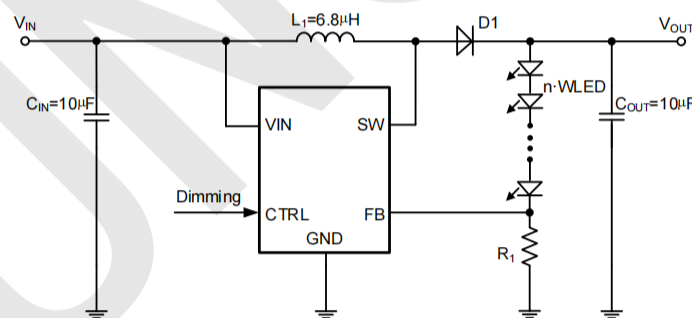 VIN
L1=6.8μH
D1
VOUT
CIN=10μF
n·WLED
COUT=10μF
VIN
SW
Dimming
CTRL
FB
GND
R1